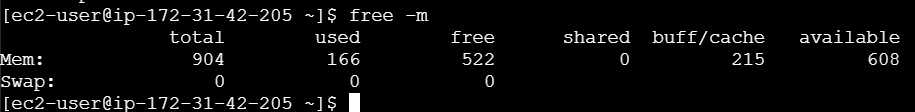 [ec2-user@ip-172-31-42-205 ~]$ free -m
total used free shared buff/cache available
Mem: 904 166 522 0 215 608
Swap: 0 0 0
[ec2-user@ip-172-31-42-205 ~]$